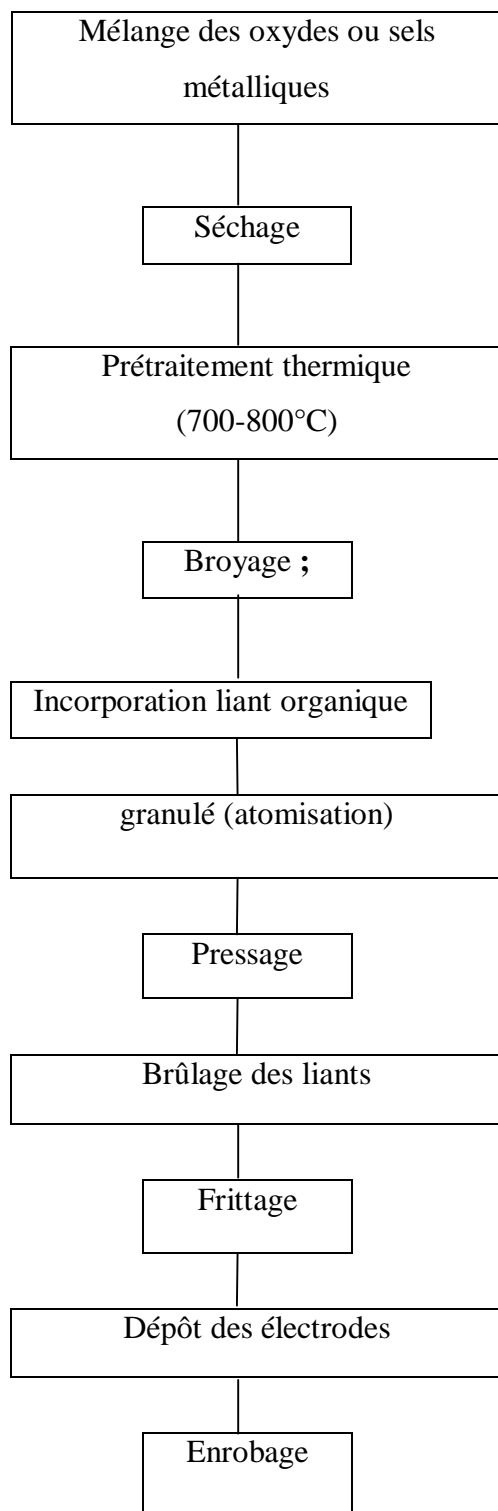 Mélange des oxydes ou sels
métalliques
Séchage
Prétraitement thermique
(700-800°C)
Broyage ;
Incorporation liant organique
granulé (atomisation)
Pressage
Brûlage des liants
Frittage
Dépôt des électrodes
Enrobage